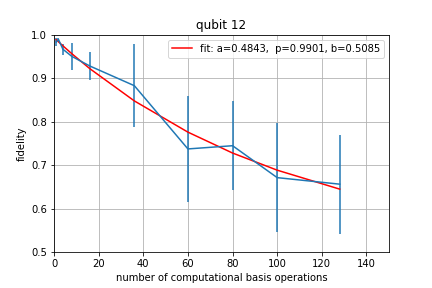 qubit 12
fit: a=0.4843,  p=0.9901, b=0.5085
fidelity
1.0
0.9
0.8
0.7
0.6
0.5
0 20 40 60 80 100 120 140
number of computational basis operations